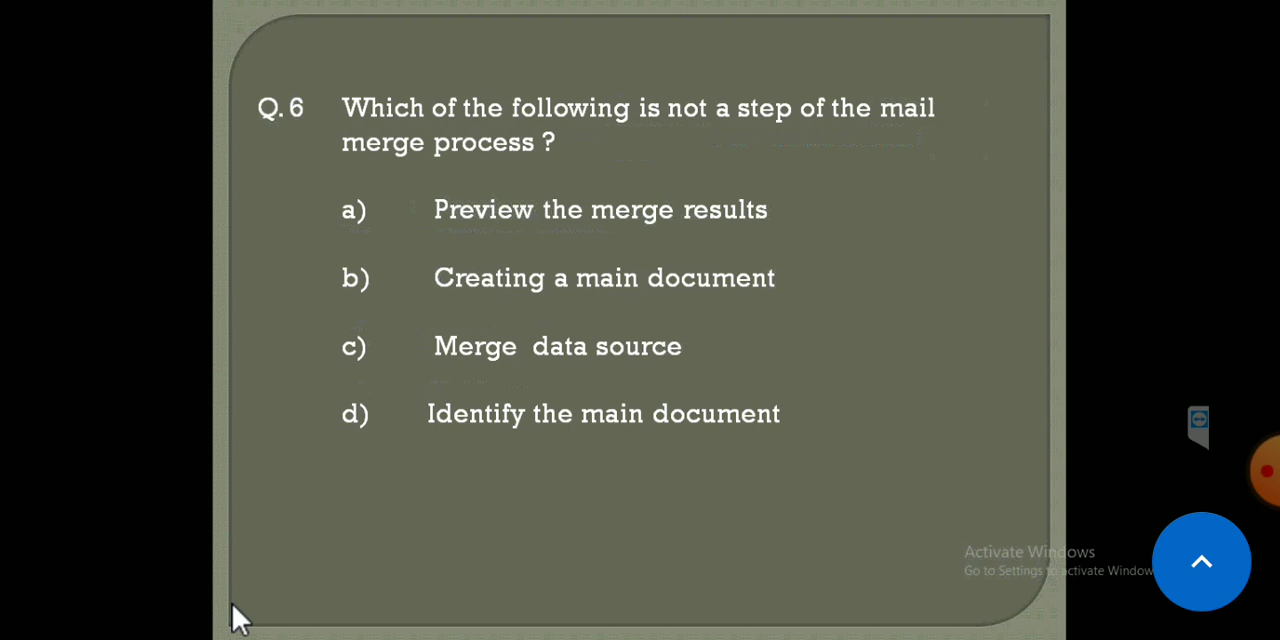 Q. 6 Which of the following is not a step of the mail
merge process ?
a) Preview the merge results
b) Creating a main document
c) Merge data source
d) Identify the main document
Activate Windows
Go to Settings to activate Window